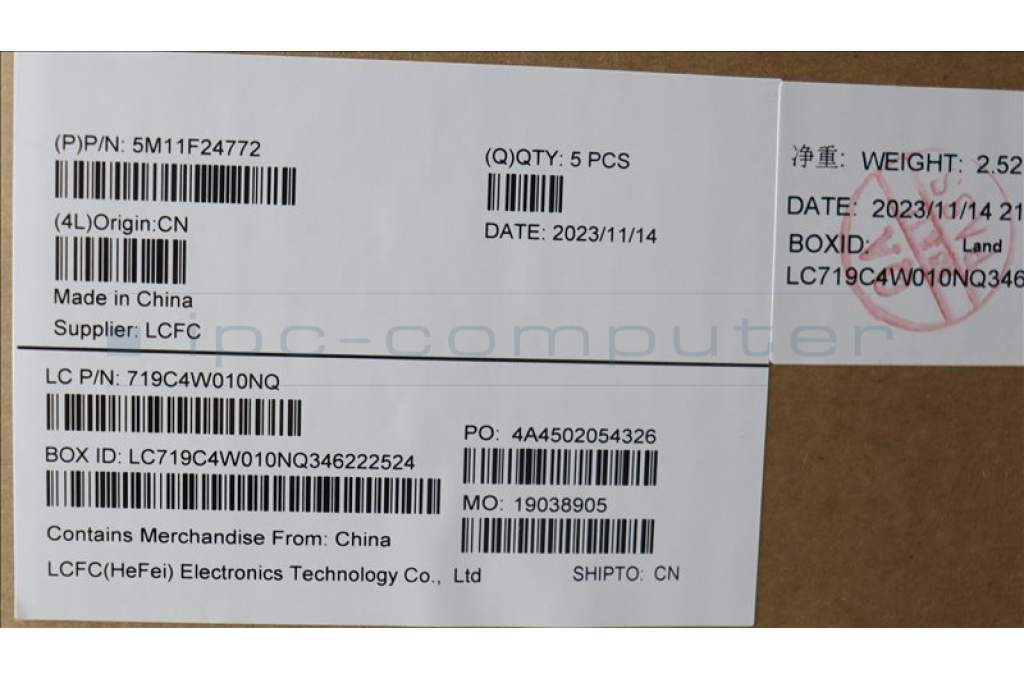 (P)P/N: 5M11F24772
(Q)QTY: 5 PCS
(4L)Origin:CN
DATE: 2023/11/14
Made in China
Supplier: LCFC
净重: WEIGHT: 2.52
DATE: 2023/11/14 21
BOXID: Land
LC719C4W010NQ346
ipc-computer
LC P/N: 719C4W010NQ
PO: 4A4502054326
BOX ID: LC719C4W010NQ346222524
MO: 19038905
Contains Merchandise From: China
LCFC(HeFei) Electronics Technology Co., Ltd
SHIPTO: CN